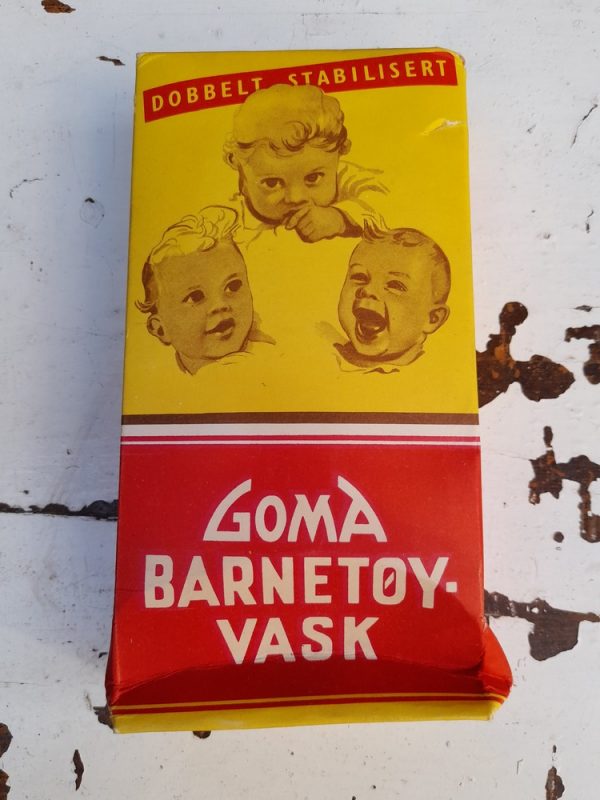 DOBBELT STABILISERT
GOMA
BARNETØY-
VASK